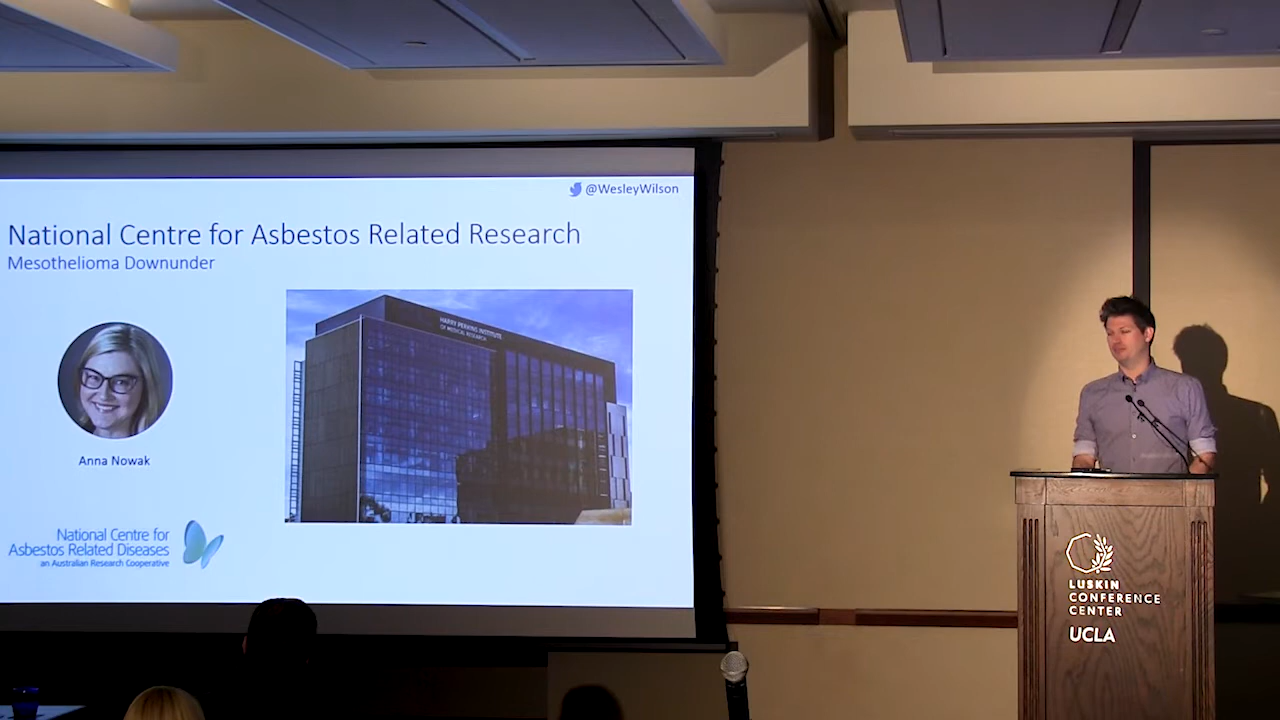 @WesleyWilson
National Centre for Asbestos Related Research
Mesothelioma Downunder
HARRY PERKINS INSTITUTE
OF MEDICAL RESEARCH
Anna Nowak
National Centre for
Asbestos Related Diseases
an Australian Research Cooperative
LUSKIN
CONFERENCE
CENTER
UCLA